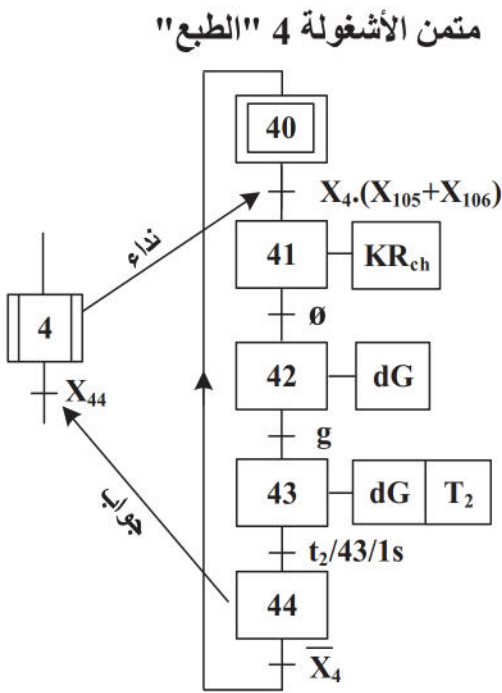 متمن الأشغولة 4 "الطبع"
40
X₄.(X₁₀₅+X₁₀₆)
نداء
41 KRch
4
ø
X₄₄
42 dG
g
43 dG T₂
جواب
t₂/43/1s
44
X̅₄